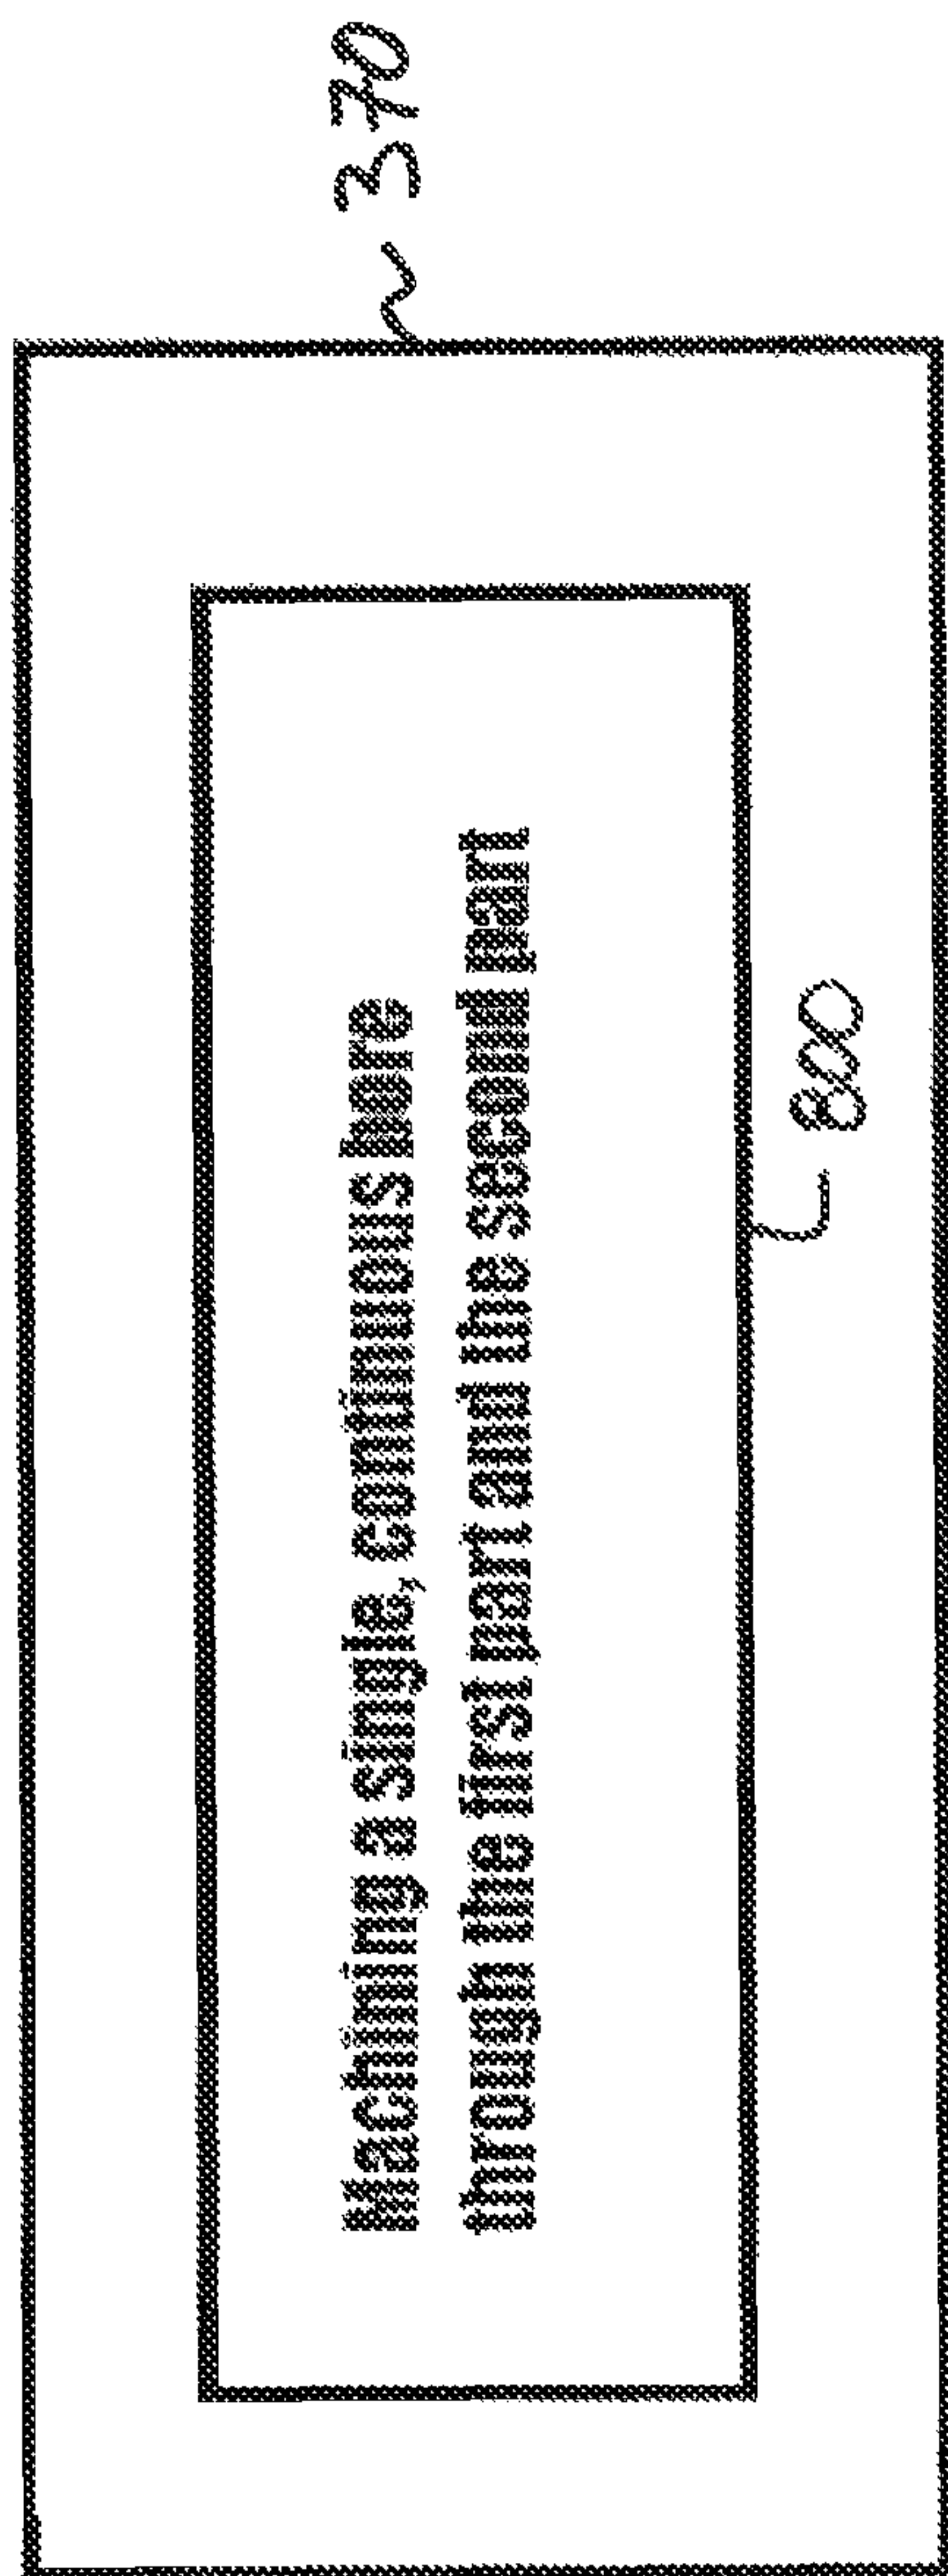 370
Machining a single, continuous bore
through the first part and the second part
800